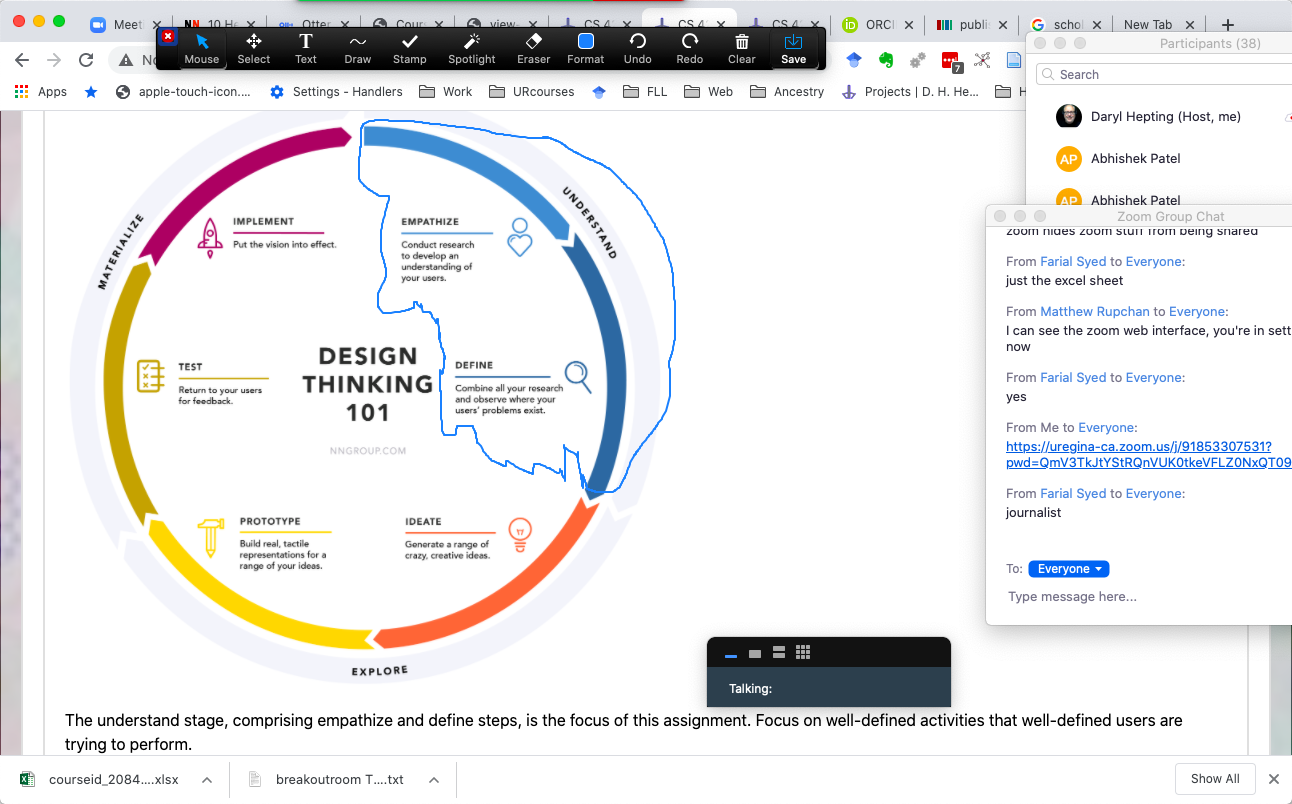 Meeti
10 He
Otter
Cours
view-
CS 4
CS 4
CS 4
ORCI
publis
schol
New Tab
Mouse
Select
Text
Draw
Stamp
Spotlight
Eraser
Format
Undo
Redo
Clear
Save
7
Apps
apple-touch-icon....
Settings - Handlers
Work
URcourses
FLL
Web
Ancestry
Projects | D. H. He...
Participants (38)
Search
Daryl Hepting (Host, me)
AP
Abhishek Patel
AP
Abhishek Patel
Zoom Group Chat
zoom hides zoom stuff from being shared
From Farial Syed to Everyone:
just the excel sheet
From Matthew Rupchan to Everyone:
I can see the zoom web interface, you're in sett
now
From Farial Syed to Everyone:
yes
From Me to Everyone:
https://uregina-ca.zoom.us/j/91853307531?
pwd=QmV3TkJtYStRQnVUK0tkeVFLZ0NxQT09
From Farial Syed to Everyone:
journalist
To: Everyone
Type message here...
MATERIALIZE
UNDERSTAND
EXPLORE
IMPLEMENT
Put the vision into effect.
EMPATHIZE
Conduct research
to develop an
understanding of
your users.
TEST
Return to your users
for feedback.
DESIGN
THINKING
101
NNGROUP.COM
DEFINE
Combine all your research
and observe where your
users' problems exist.
PROTOTYPE
Build real, tactile
representations for a
range of your ideas.
IDEATE
Generate a range of
crazy, creative ideas.
Talking:
The understand stage, comprising empathize and define steps, is the focus of this assignment. Focus on well-defined activities that well-defined users are
trying to perform.
courseid_2084....xlsx
breakoutroom T....txt
Show All